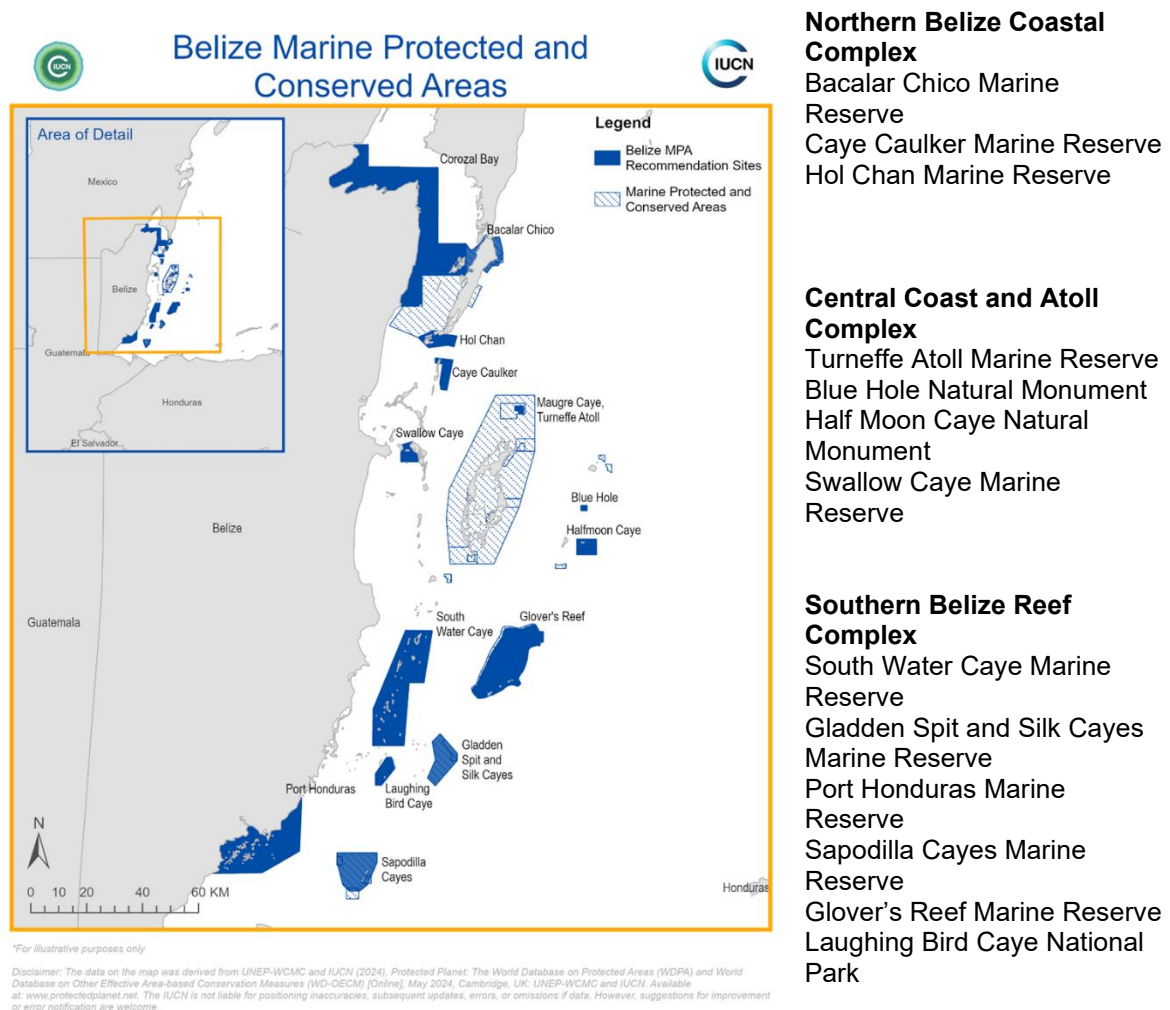 IUCN
Belize Marine Protected and
Conserved Areas
IUCN
Area of Detail
Mexico
Belize
Guatemala
Honduras
El Salvador
Legend
Belize MPA
Recommendation Sites
Marine Protected and
Conserved Areas
Corozal Bay
Bacalar Chico
Hol Chan
Caye Caulker
Maugre Caye,
Turneffe Atoll
Swallow Caye
Blue Hole
Halfmoon Caye
Belize
South
Water Caye
Glover's Reef
Guatemala
Gladden
Spit and
Silk Cayes
Port Honduras
Laughing
Bird Caye
Sapodilla
Cayes
N
0 10 20 40 60 KM
Honduras
*For illustrative purposes only
Disclaimer: The data on the map was derived from UNEP-WCMC and IUCN (2024), Protected Planet: The World Database on Protected Areas (WDPA) and World
Database on Other Effective Area-based Conservation Measures (WD-OECM) [Online], May 2024, Cambridge, UK: UNEP-WCMC and IUCN. Available
at: www.protectedplanet.net. The IUCN is not liable for positioning inaccuracies, subsequent updates, errors, or omissions if data. However, suggestions for improvement
or error notification are welcome.
Northern Belize Coastal
Complex
Bacalar Chico Marine
Reserve
Caye Caulker Marine Reserve
Hol Chan Marine Reserve
Central Coast and Atoll
Complex
Turneffe Atoll Marine Reserve
Blue Hole Natural Monument
Half Moon Caye Natural
Monument
Swallow Caye Marine
Reserve
Southern Belize Reef
Complex
South Water Caye Marine
Reserve
Gladden Spit and Silk Cayes
Marine Reserve
Port Honduras Marine
Reserve
Sapodilla Cayes Marine
Reserve
Glover’s Reef Marine Reserve
Laughing Bird Caye National
Park